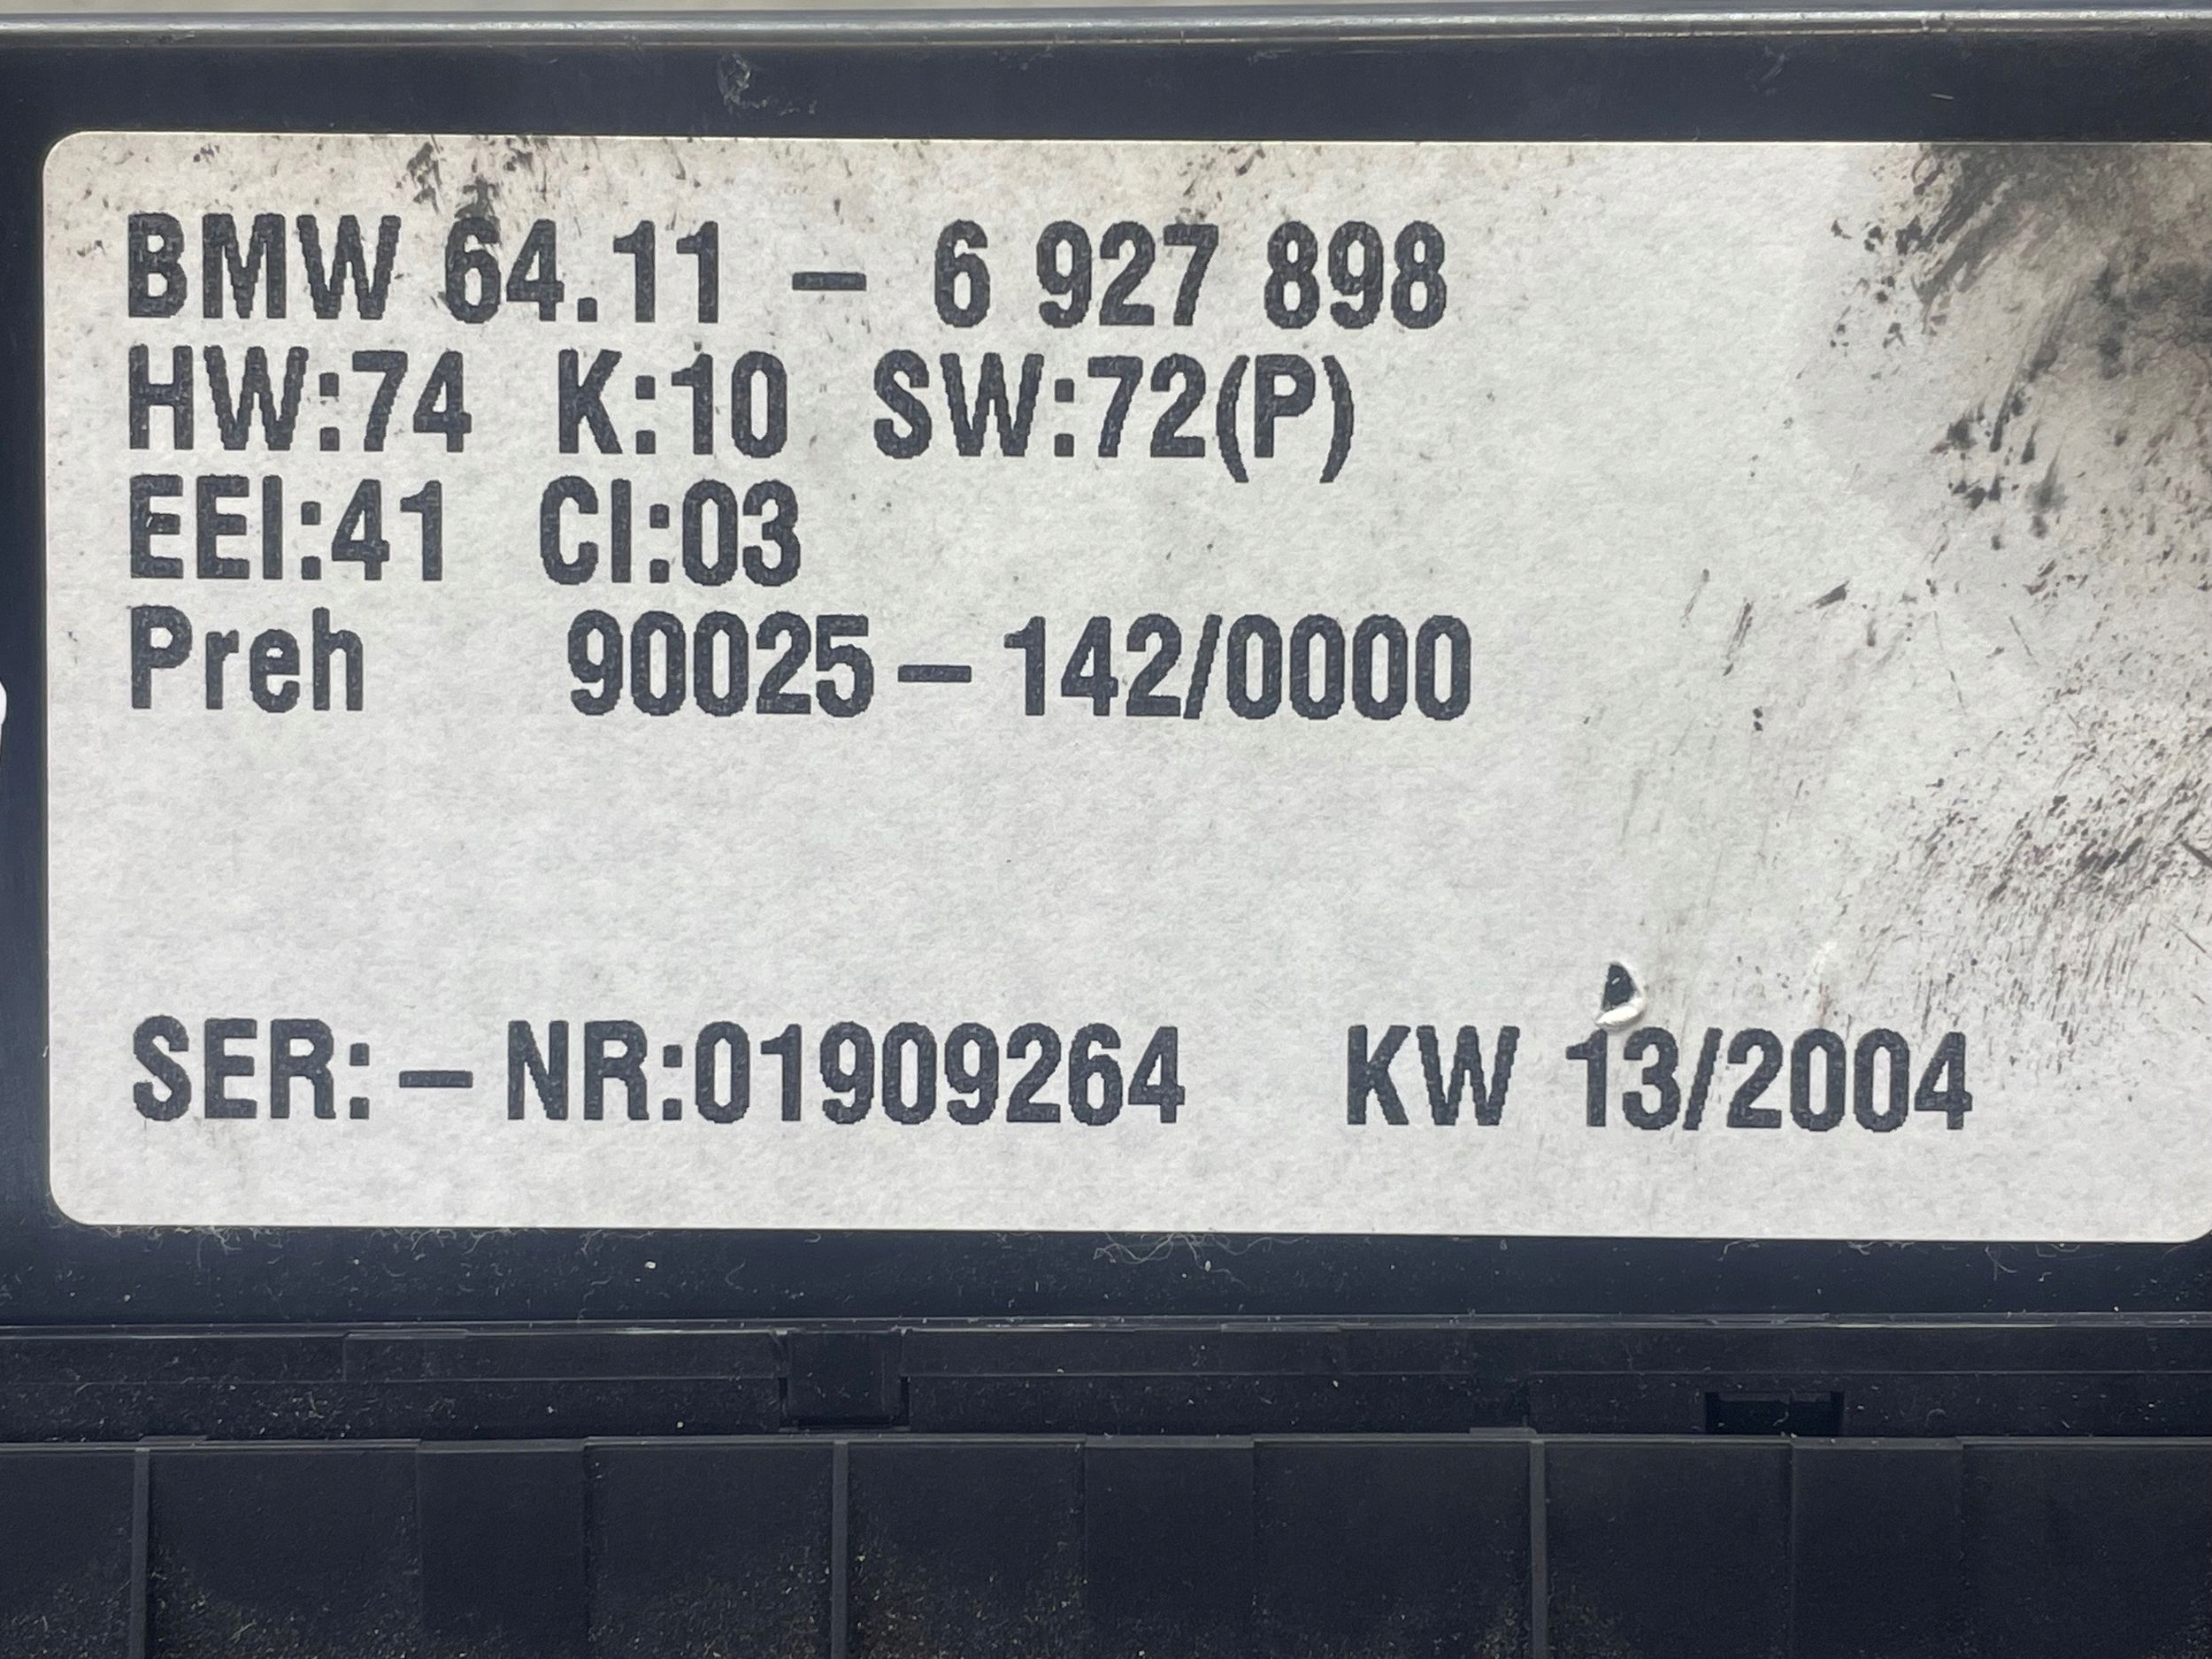 BMW 64.11 – 6 927 898
HW:74 K:10 SW:72(P)
EEI:41 CI:03
Preh 90025–142/0000
SER:–NR:01909264 KW 13/2004